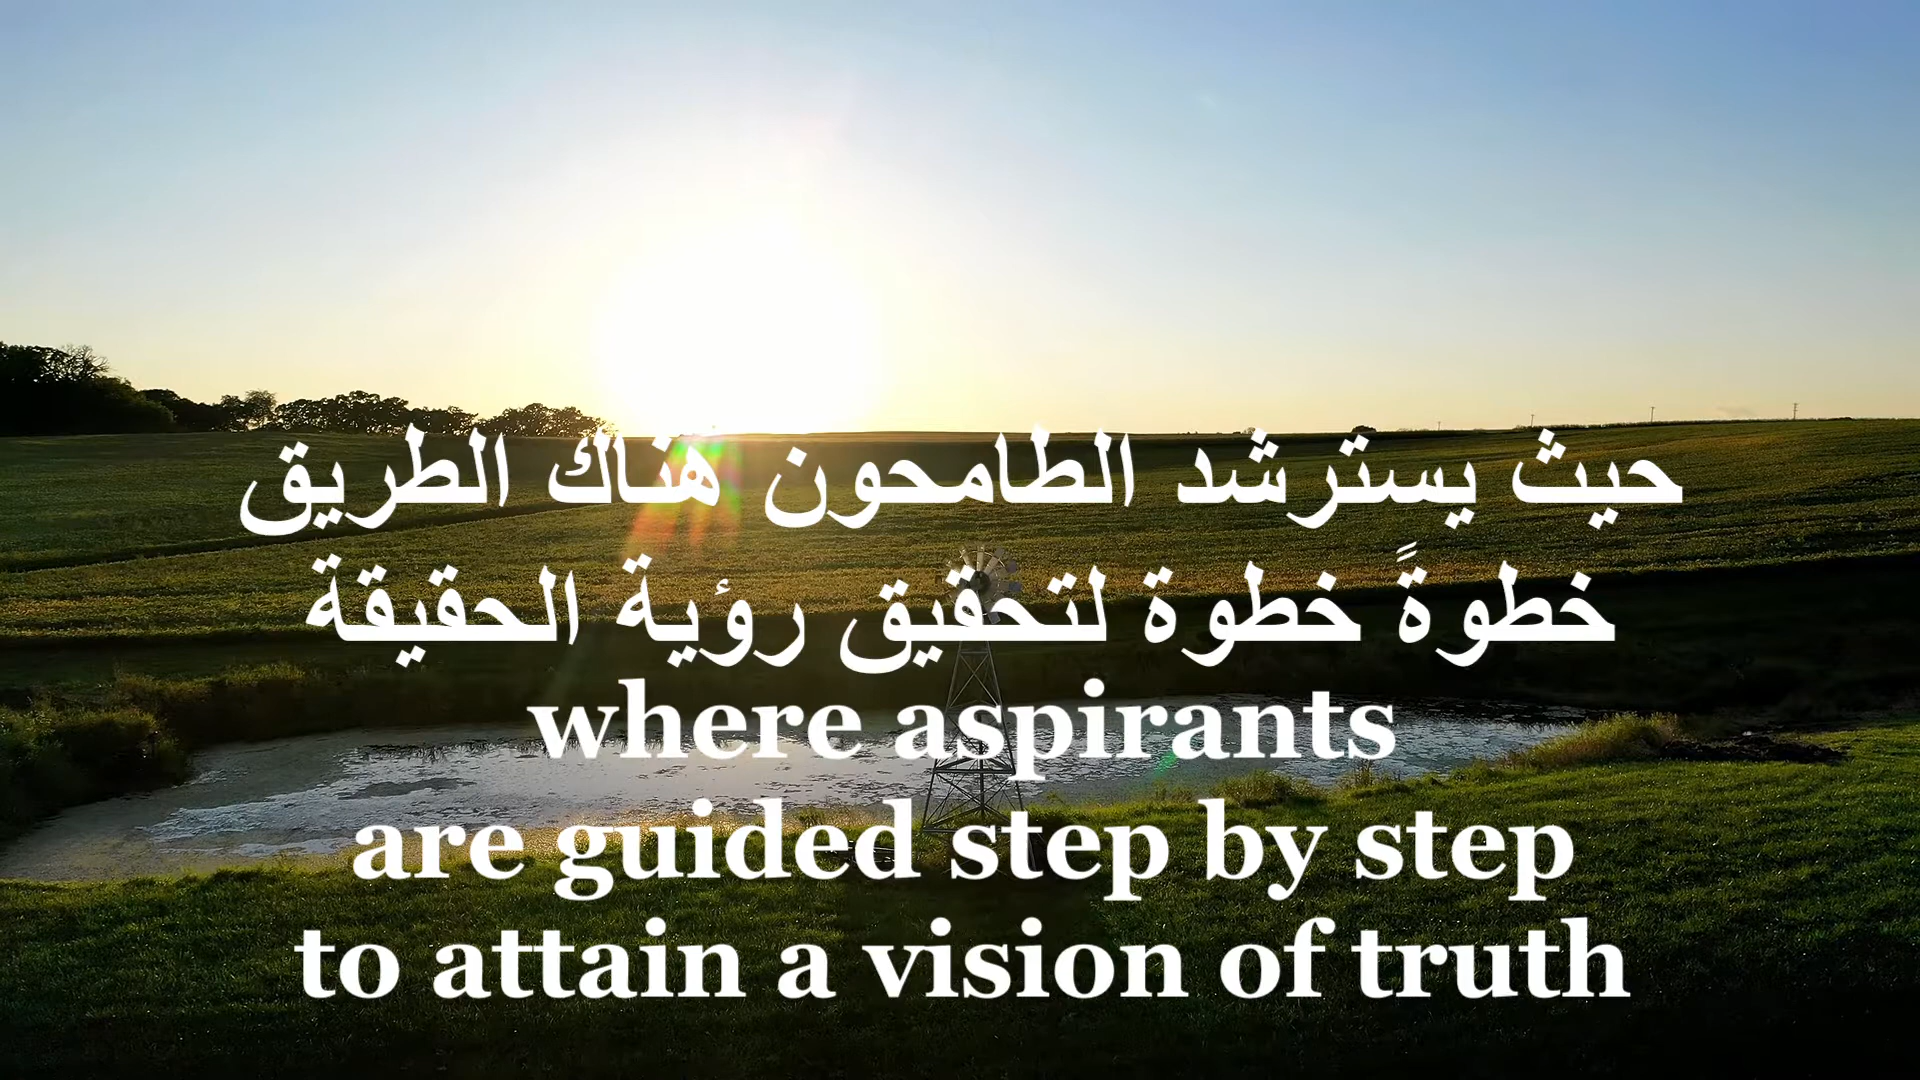 حيث يسترشد الطامحون هناك الطريق
خطوةً خطوة لتحقيق رؤية الحقيقة
where aspirants
are guided step by step
to attain a vision of truth